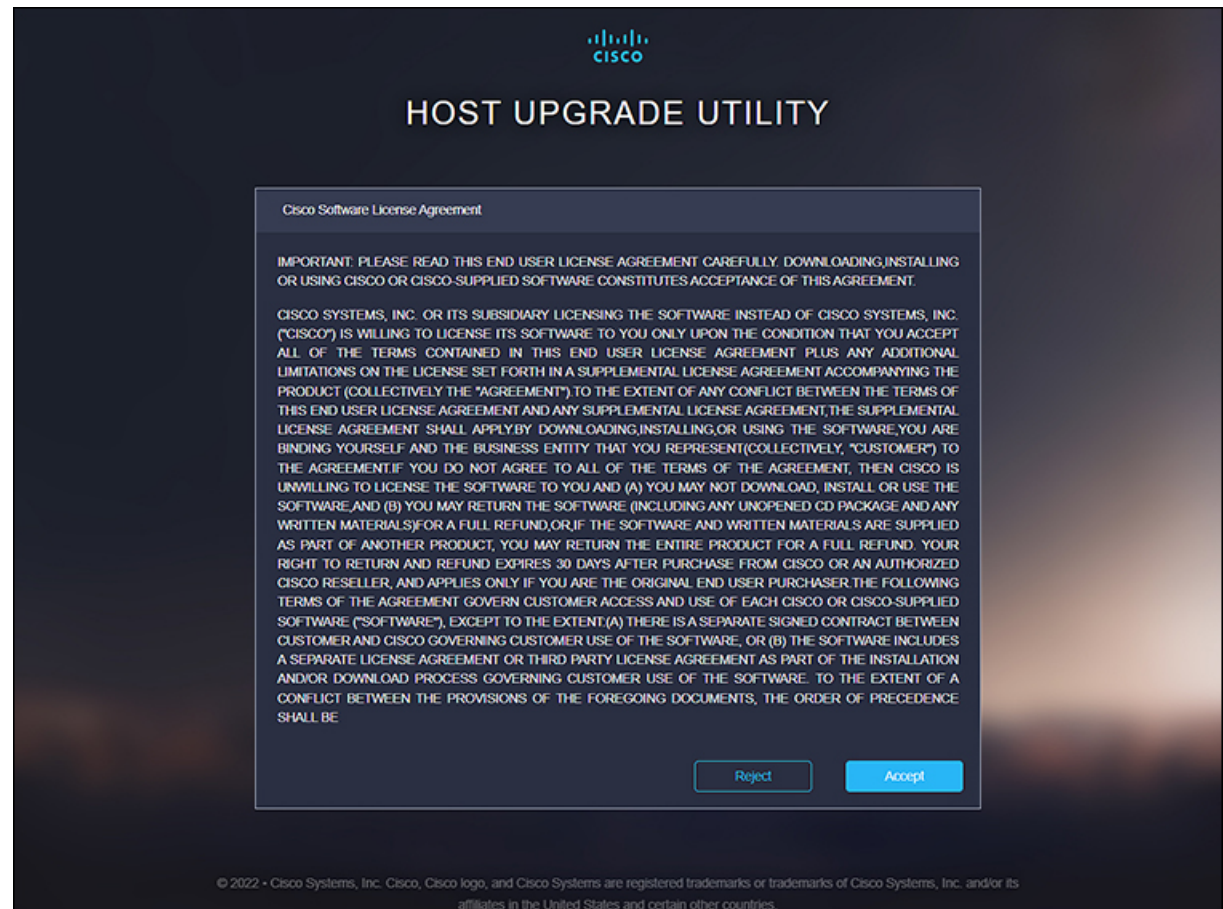 CISCO
HOST UPGRADE UTILITY
Cisco Software License Agreement
IMPORTANT: PLEASE READ THIS END USER LICENSE AGREEMENT CAREFULLY. DOWNLOADING,INSTALLING
OR USING CISCO OR CISCO-SUPPLIED SOFTWARE CONSTITUTES ACCEPTANCE OF THIS AGREEMENT.
CISCO SYSTEMS, INC. OR ITS SUBSIDIARY LICENSING THE SOFTWARE INSTEAD OF CISCO SYSTEMS, INC.
("CISCO") IS WILLING TO LICENSE ITS SOFTWARE TO YOU ONLY UPON THE CONDITION THAT YOU ACCEPT
ALL OF THE TERMS CONTAINED IN THIS END USER LICENSE AGREEMENT PLUS ANY ADDITIONAL
LIMITATIONS ON THE LICENSE SET FORTH IN A SUPPLEMENTAL LICENSE AGREEMENT ACCOMPANYING THE
PRODUCT (COLLECTIVELY THE "AGREEMENT").TO THE EXTENT OF ANY CONFLICT BETWEEN THE TERMS OF
THIS END USER LICENSE AGREEMENT AND ANY SUPPLEMENTAL LICENSE AGREEMENT,THE SUPPLEMENTAL
LICENSE AGREEMENT SHALL APPLY.BY DOWNLOADING,INSTALLING,OR USING THE SOFTWARE,YOU ARE
BINDING YOURSELF AND THE BUSINESS ENTITY THAT YOU REPRESENT(COLLECTIVELY, "CUSTOMER") TO
THE AGREEMENT.IF YOU DO NOT AGREE TO ALL OF THE TERMS OF THE AGREEMENT, THEN CISCO IS
UNWILLING TO LICENSE THE SOFTWARE TO YOU AND (A) YOU MAY NOT DOWNLOAD, INSTALL OR USE THE
SOFTWARE,AND (B) YOU MAY RETURN THE SOFTWARE (INCLUDING ANY UNOPENED CD PACKAGE AND ANY
WRITTEN MATERIALS)FOR A FULL REFUND,OR,IF THE SOFTWARE AND WRITTEN MATERIALS ARE SUPPLIED
AS PART OF ANOTHER PRODUCT, YOU MAY RETURN THE ENTIRE PRODUCT FOR A FULL REFUND. YOUR
RIGHT TO RETURN AND REFUND EXPIRES 30 DAYS AFTER PURCHASE FROM CISCO OR AN AUTHORIZED
CISCO RESELLER, AND APPLIES ONLY IF YOU ARE THE ORIGINAL END USER PURCHASER.THE FOLLOWING
TERMS OF THE AGREEMENT GOVERN CUSTOMER ACCESS AND USE OF EACH CISCO OR CISCO-SUPPLIED
SOFTWARE ("SOFTWARE"), EXCEPT TO THE EXTENT:(A) THERE IS A SEPARATE SIGNED CONTRACT BETWEEN
CUSTOMER AND CISCO GOVERNING CUSTOMER USE OF THE SOFTWARE, OR (B) THE SOFTWARE INCLUDES
A SEPARATE LICENSE AGREEMENT OR THIRD PARTY LICENSE AGREEMENT AS PART OF THE INSTALLATION
AND/OR DOWNLOAD PROCESS GOVERNING CUSTOMER USE OF THE SOFTWARE. TO THE EXTENT OF A
CONFLICT BETWEEN THE PROVISIONS OF THE FOREGOING DOCUMENTS, THE ORDER OF PRECEDENCE
SHALL BE
Reject Accept
© 2022 • Cisco Systems, Inc. Cisco, Cisco logo, and Cisco Systems are registered trademarks or trademarks of Cisco Systems, Inc. and/or its
affiliates in the United States and certain other countries.